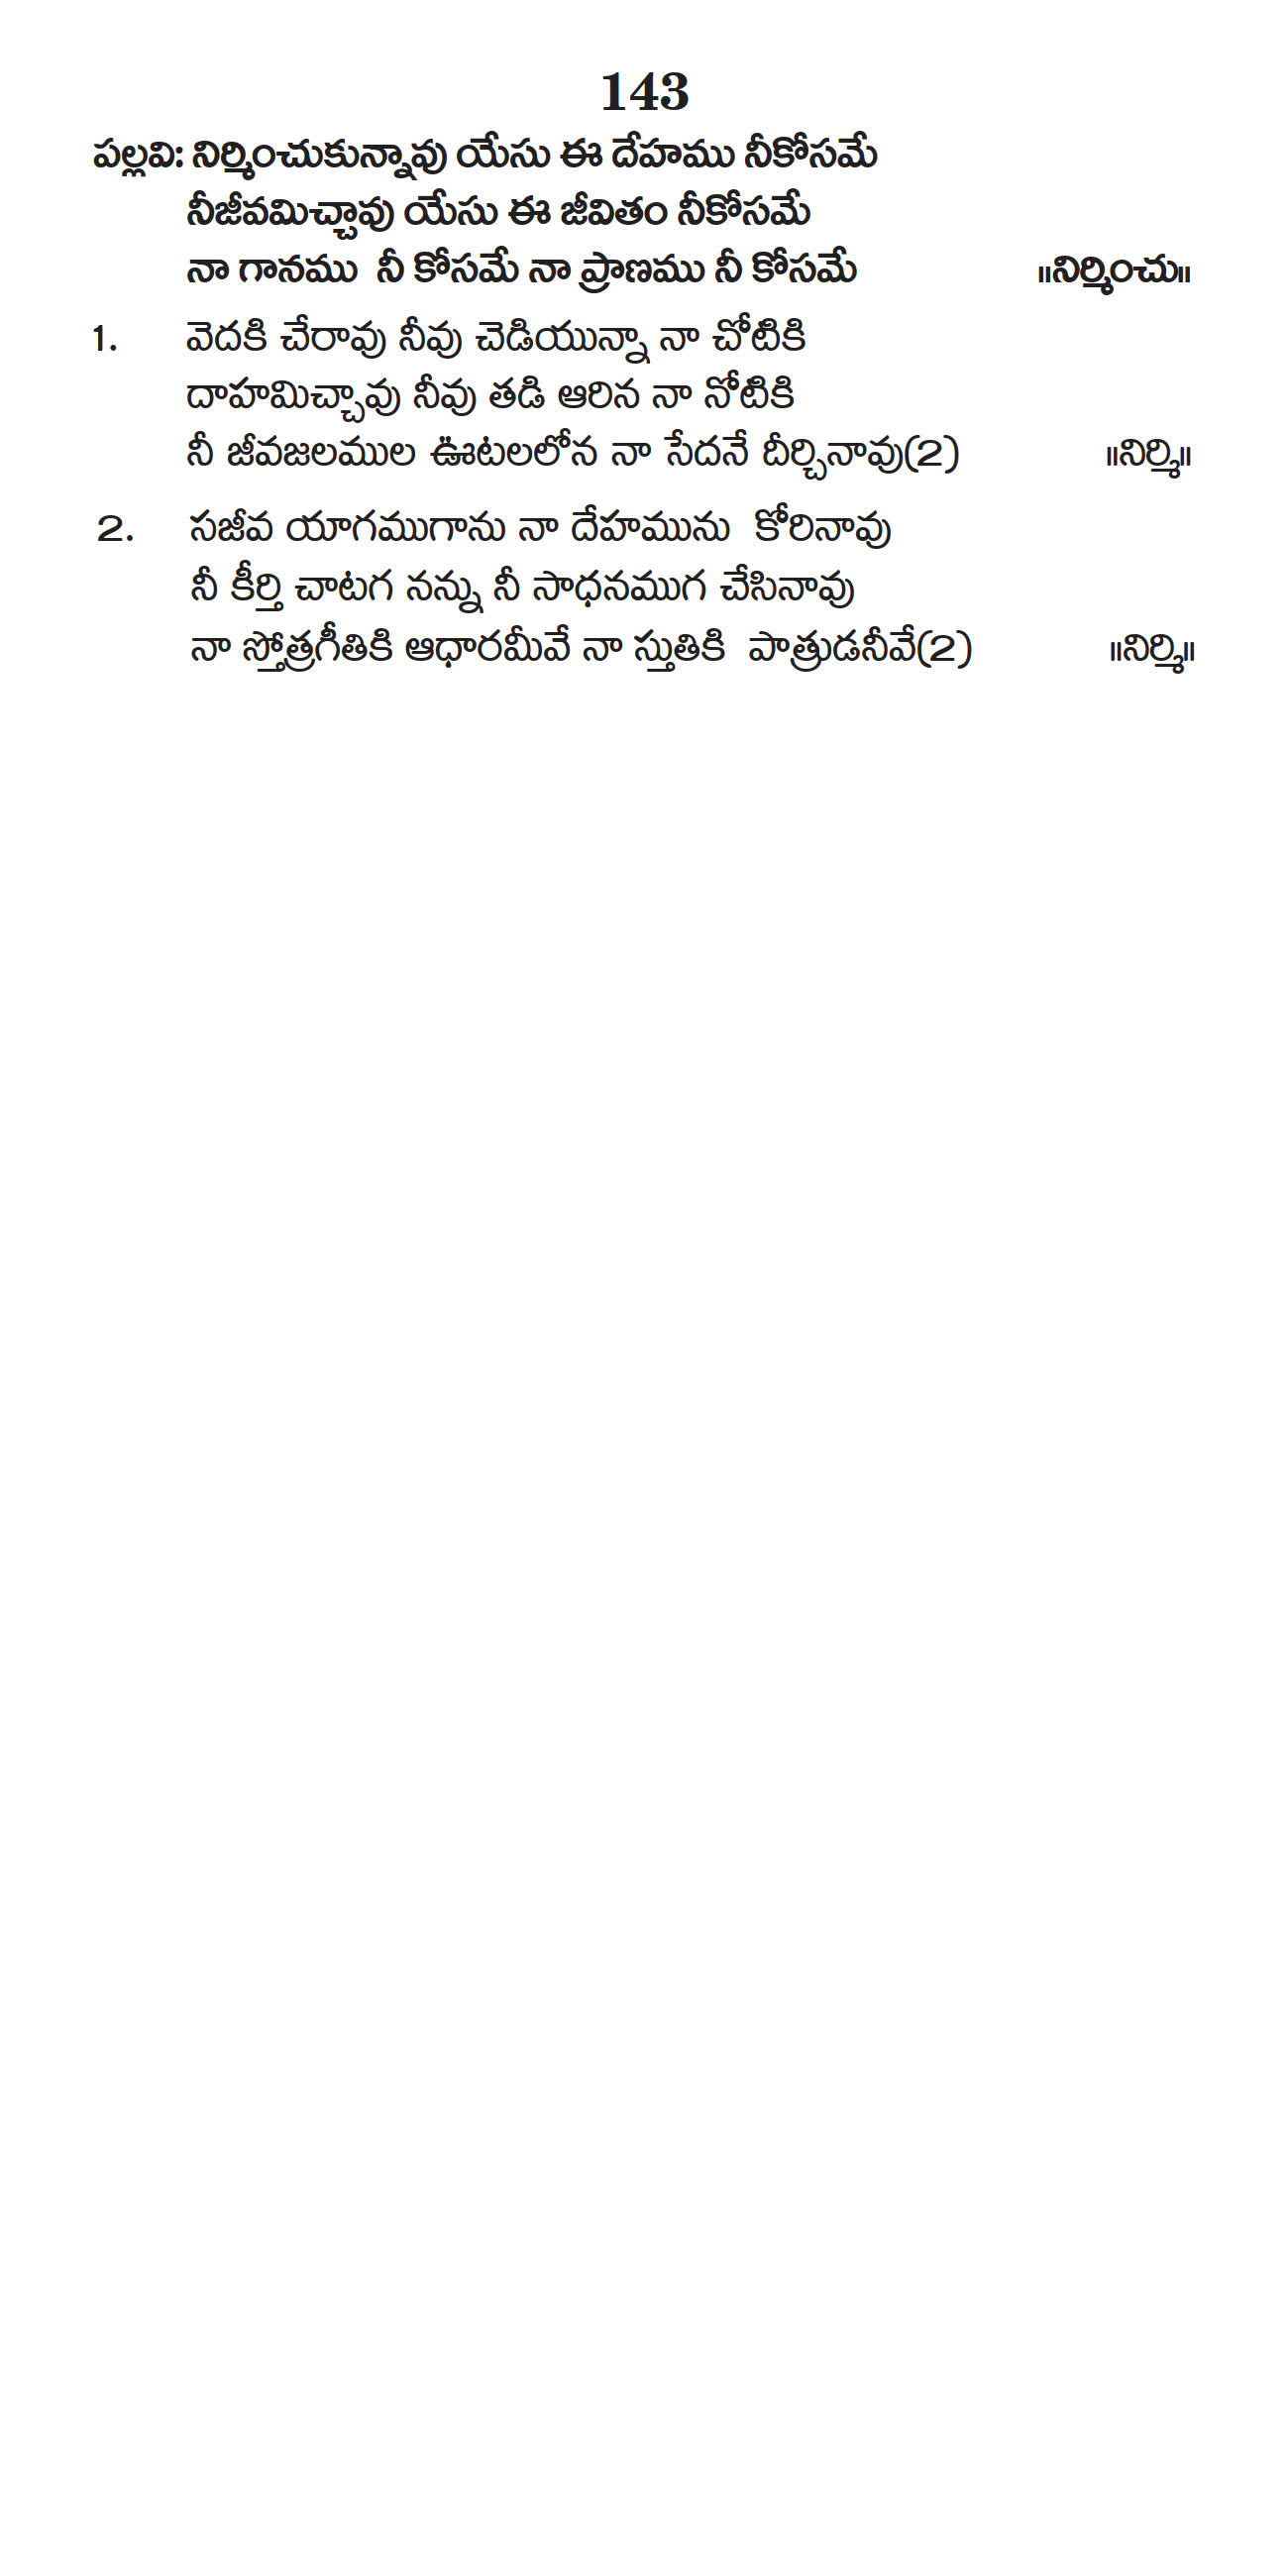 143
పల్లవి: నిర్మించుకున్నావు యేసు ఈ దేహము నీకోసమే
నీజీవమిచ్చావు యేసు ఈ జీవితం నీకోసమే
నా గానము నీ కోసమే నా ప్రాణము నీ కోసమే ॥నిర్మించు॥
1. వెదకి చేరావు నీవు చెడియున్నా నా చోటికి
దాహమిచ్చావు నీవు తడి ఆరిన నా నోటికి
నీ జీవజలముల ఊటలలోన నా సేదనే దీర్చినావు(2) ॥నిర్మి॥
2. సజీవ యాగముగాను నా దేహమును కోరినావు
నీ కీర్తి చాటగ నన్ను నీ సాధనముగ చేసినావు
నా స్తోత్రగీతికి ఆధారమీవే నా స్తుతికి పాత్రుడనీవే(2) ॥నిర్మి॥